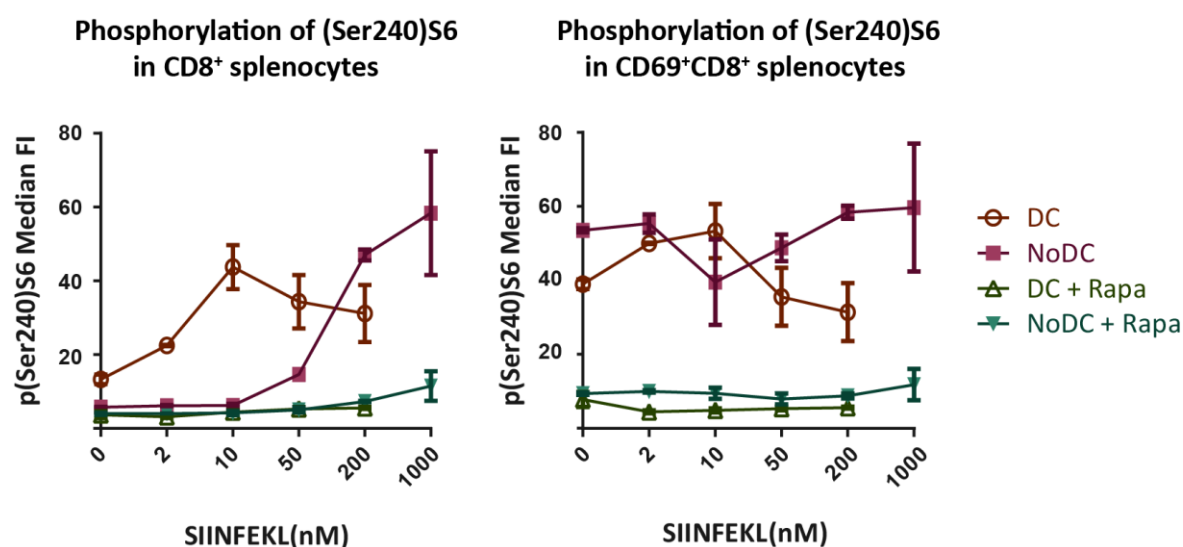 Phosphorylation of (Ser240)S6
in CD8⁺ splenocytes
p(Ser240)S6 Median FI
80
60
40
20
0
2
10
50
200
1000
SIINFEKL(nM)
Phosphorylation of (Ser240)S6
in CD69⁺CD8⁺ splenocytes
p(Ser240)S6 Median FI
80
60
40
20
0
2
10
50
200
1000
SIINFEKL(nM)
DC
NoDC
DC + Rapa
NoDC + Rapa